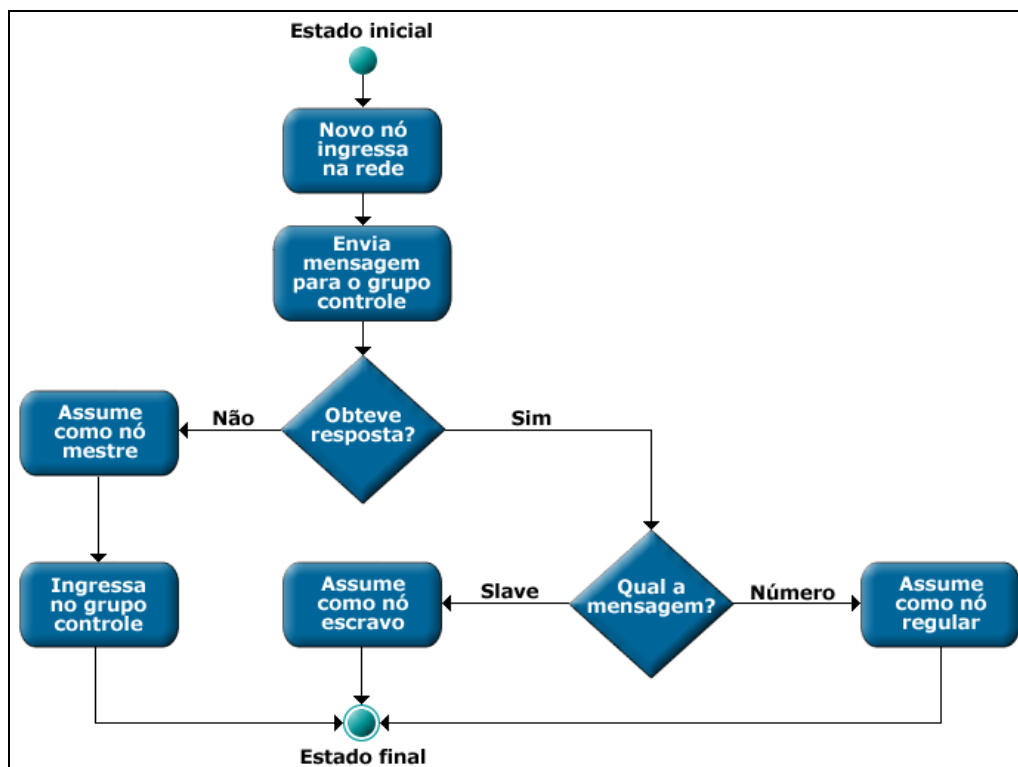 Estado inicial
Novo nó
ingressa
na rede
Envia
mensagem
para o grupo
controle
Obteve
resposta?
Não
Sim
Assume
como nó
mestre
Ingressa
no grupo
controle
Assume
como nó
escravo
Slave
Qual a
mensagem?
Número
Assume
como nó
regular
Estado final